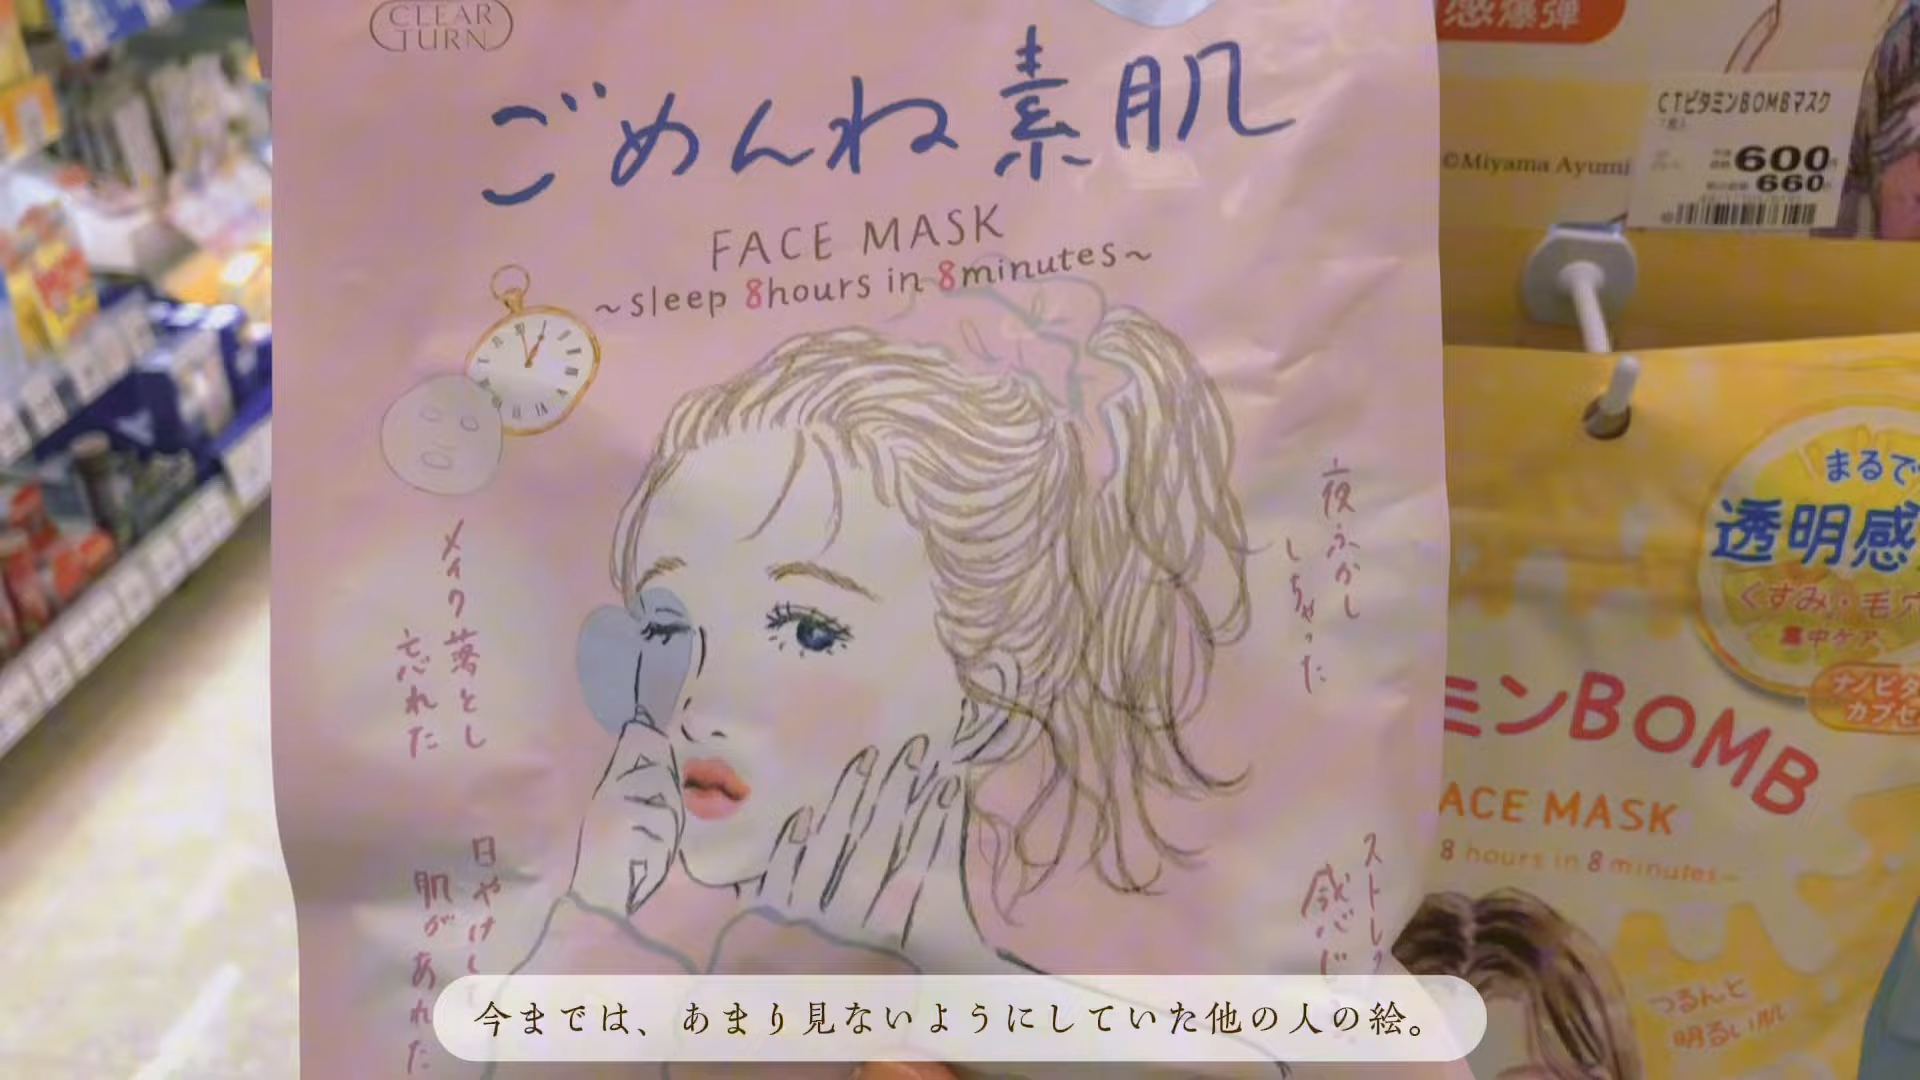 CLEAR
TURN
ごめんね素肌
FACE MASK
~sleep 8hours in 8minutes~
メイク落とし
忘れた
夜ふかし
しちゃった
日やけして
肌があれた
感爆弾
CTビタミンBOMBマスク
600
660
©Miyama Ayumi
まるで
透明感
くすみ・毛穴
集中ケア
ミンBOMB
ACE MASK
8 hours in 8 minutes~
つるんと
明るい肌
今までは、あまり見ないようにしていた他の人の絵。